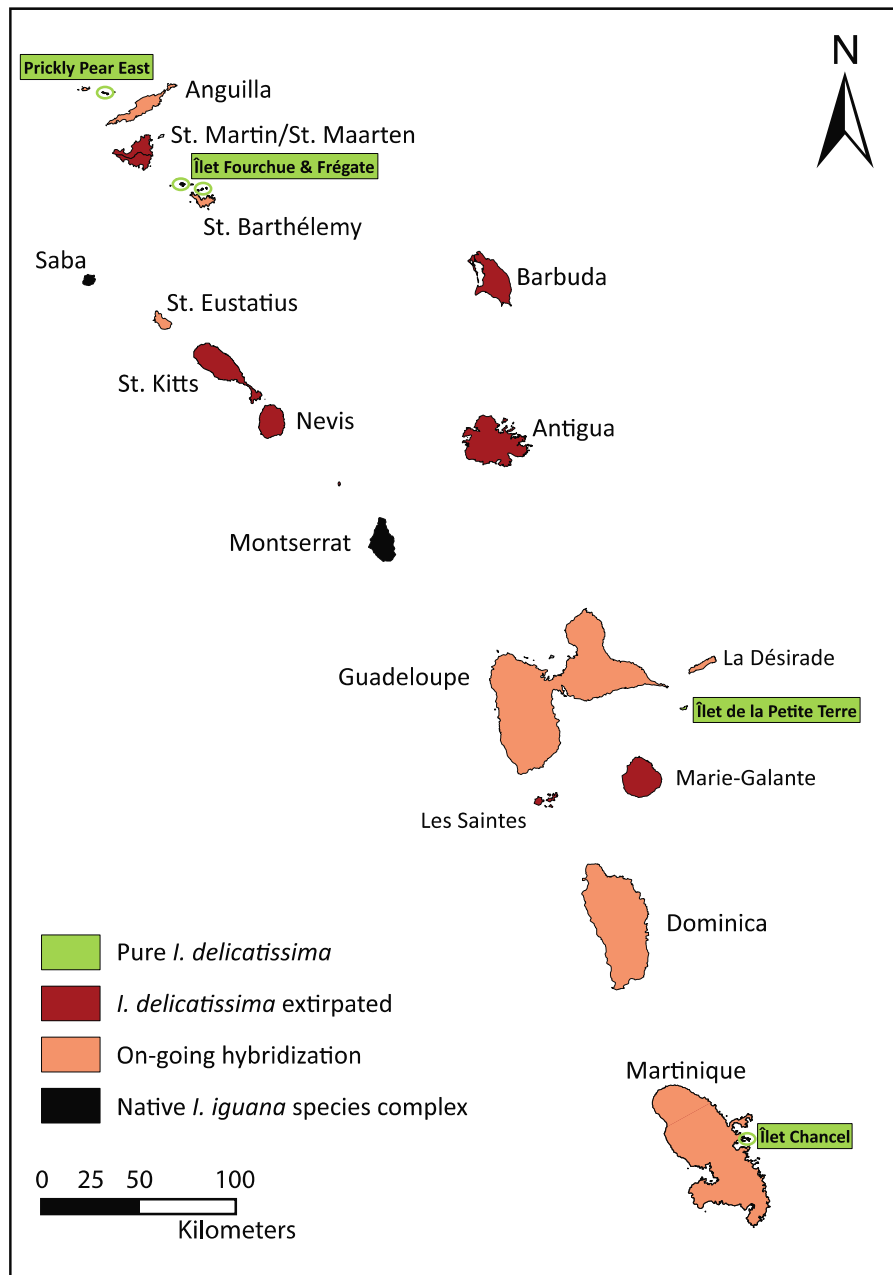 N
Prickly Pear East
Anguilla
St. Martin/St. Maarten
Îlet Fourchue & Frégate
St. Barthélemy
Saba
Barbuda
St. Eustatius
St. Kitts
Nevis
Antigua
Montserrat
Guadeloupe
La Désirade
Îlet de la Petite Terre
Marie-Galante
Les Saintes
Dominica
Pure I. delicatissima
I. delicatissima extirpated
On-going hybridization
Native I. iguana species complex
Martinique
Îlet Chancel
0 25 50 100
Kilometers